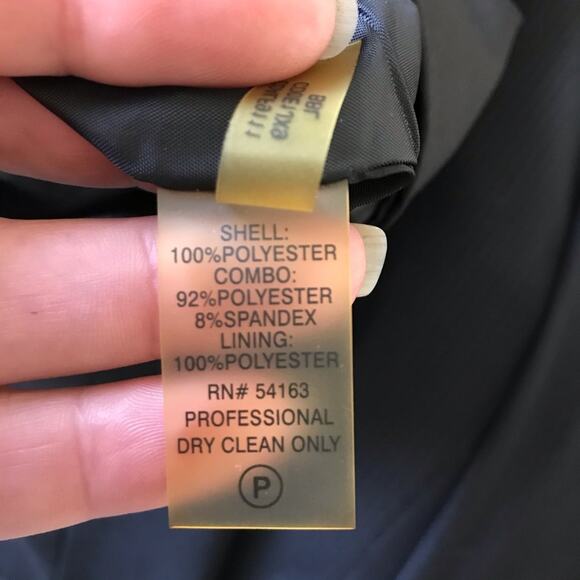 SHELL:
100%POLYESTER
COMBO:
92%POLYESTER
8%SPANDEX
LINING:
100%POLYESTER
RN# 54163
PROFESSIONAL
DRY CLEAN ONLY
P